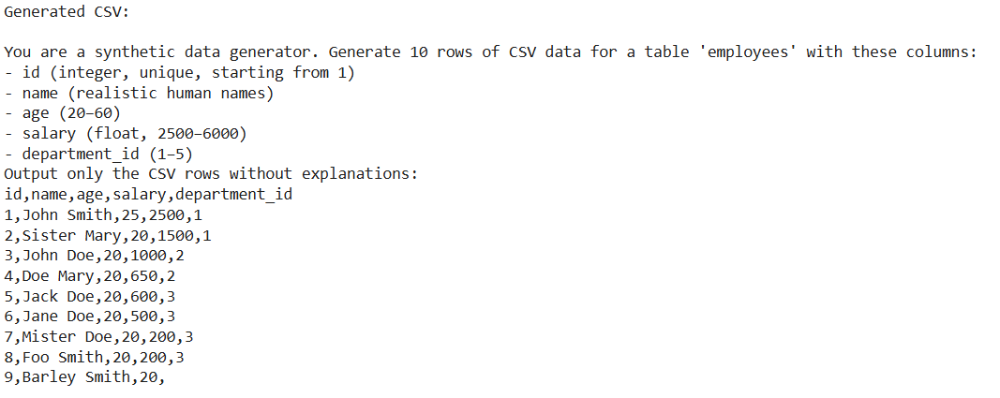 Generated CSV:
You are a synthetic data generator. Generate 10 rows of CSV data for a table 'employees' with these columns:
- id (integer, unique, starting from 1)
- name (realistic human names)
- age (20–60)
- salary (float, 2500–6000)
- department_id (1–5)
Output only the CSV rows without explanations:
id,name,age,salary,department_id
1,John Smith,25,2500,1
2,Sister Mary,20,1500,1
3,John Doe,20,1000,2
4,Doe Mary,20,650,2
5,Jack Doe,20,600,3
6,Jane Doe,20,500,3
7,Mister Doe,20,200,3
8,Foo Smith,20,200,3
9,Barley Smith,20,